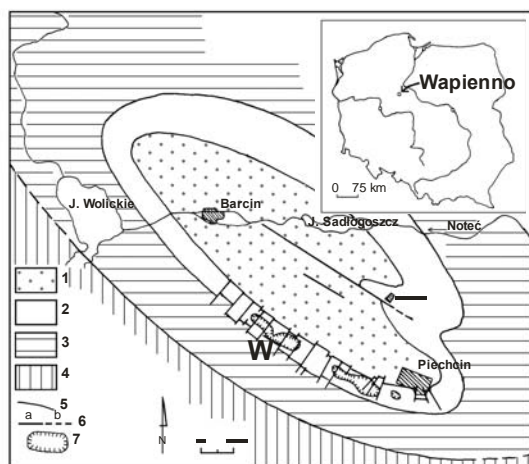 Wapienno
0 75 km
J. Wolickie
Barcin
J. Sadłogoszcz
Noteć
1
2
W
Piechcin
3
4
5
a b
6
7
N